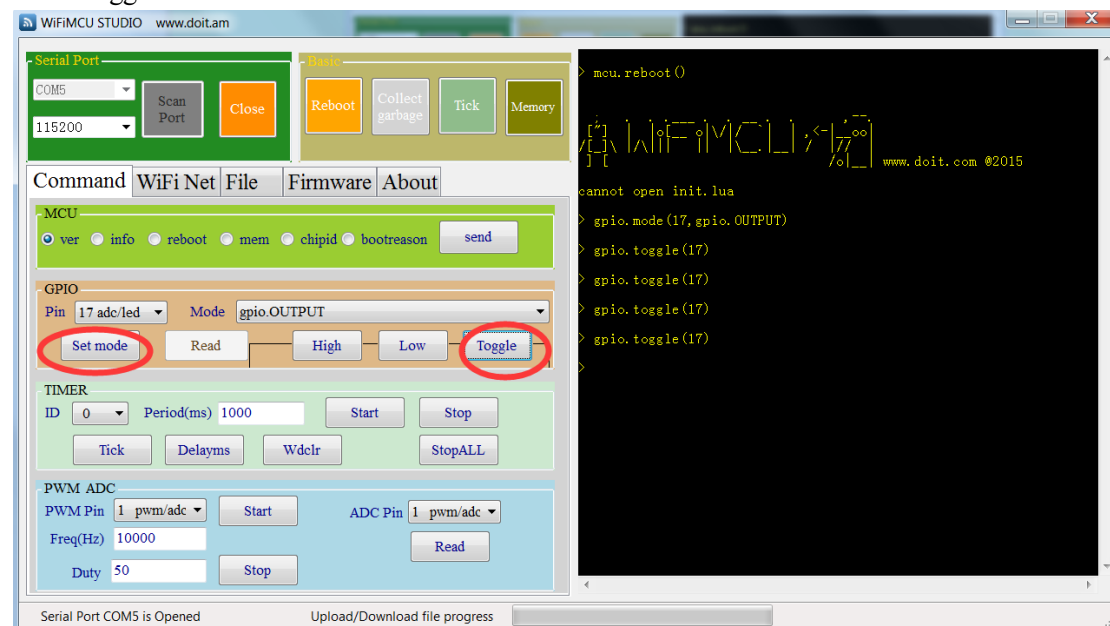 WiFiMCU STUDIO www.doit.am
Serial Port
COM5
115200
Scan
Port
Close
Basic
Reboot
Collect
garbage
Tick
Memory
Command WiFi Net File Firmware About
MCU
ver info reboot mem chipid bootreason send
GPIO
Pin 17 adc/led Mode gpio.OUTPUT
Set mode Read High Low Toggle
TIMER
ID 0 Period(ms) 1000 Start Stop
Tick Delayms Wdclr StopALL
PWM ADC
PWM Pin 1 pwm/adc Start ADC Pin 1 pwm/adc
Freq(Hz) 10000 Read
Duty 50 Stop
> mcu.reboot()
www.doit.com @2015
cannot open init.lua
> gpio.mode(17,gpio.OUTPUT)
> gpio.toggle(17)
> gpio.toggle(17)
> gpio.toggle(17)
> gpio.toggle(17)
>
Serial Port COM5 is Opened Upload/Download file progress